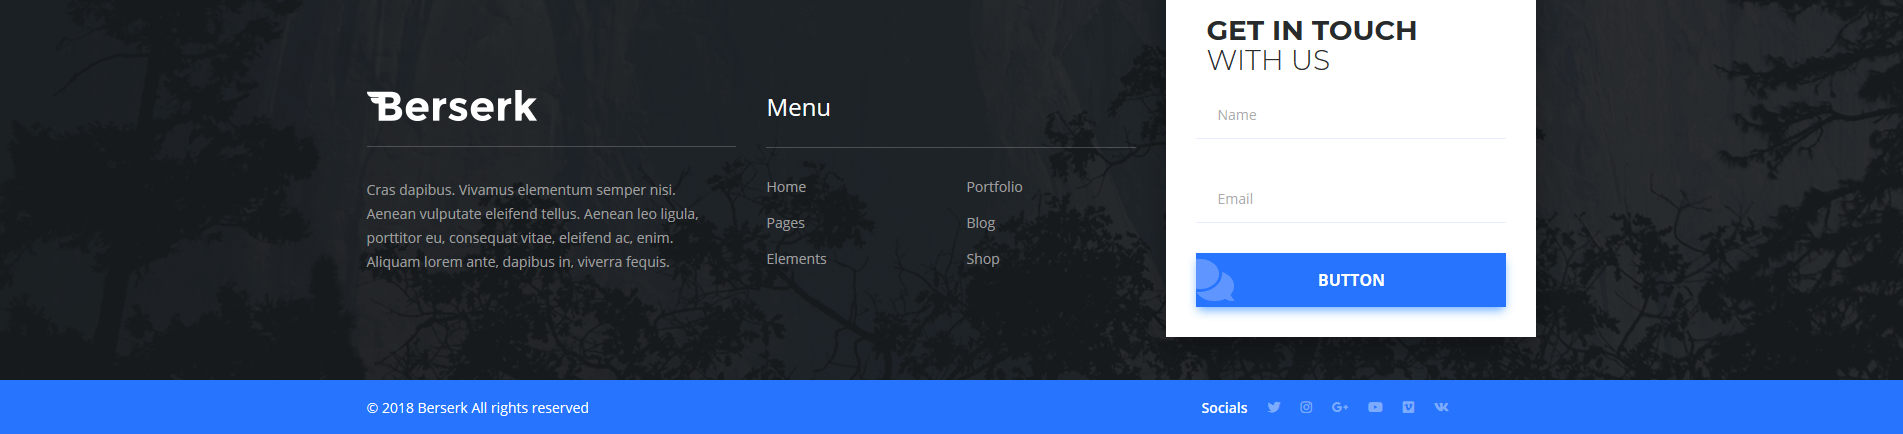 Berserk
Cras dapibus. Vivamus elementum semper nisi.
Aenean vulputate eleifend tellus. Aenean leo ligula,
porttitor eu, consequat vitae, eleifend ac, enim.
Aliquam lorem ante, dapibus in, viverra fequis.
Menu
Home
Pages
Elements
Portfolio
Blog
Shop
GET IN TOUCH
WITH US
Name
Email
BUTTON
© 2018 Berserk All rights reserved
Socials